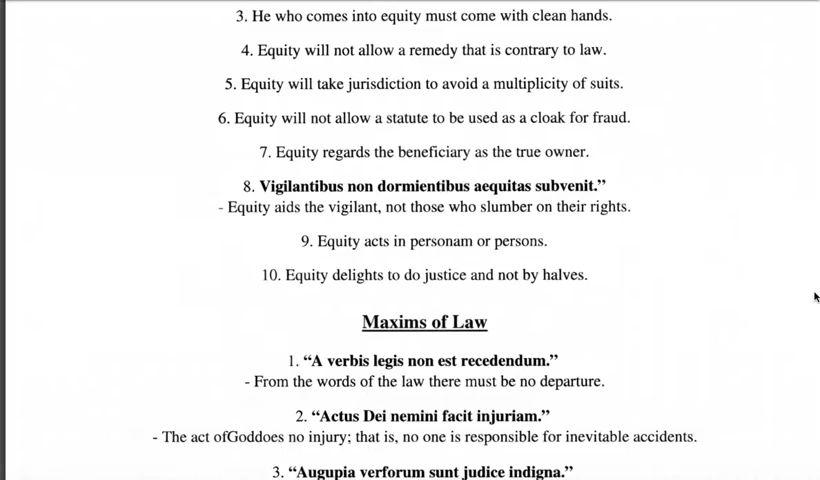 3. He who comes into equity must come with clean hands.
4. Equity will not allow a remedy that is contrary to law.
5. Equity will take jurisdiction to avoid a multiplicity of suits.
6. Equity will not allow a statute to be used as a cloak for fraud.
7. Equity regards the beneficiary as the true owner.
8. Vigilantibus non dormientibus aequitas subvenit.”
- Equity aids the vigilant, not those who slumber on their rights.
9. Equity acts in personam or persons.
10. Equity delights to do justice and not by halves.
Maxims of Law
1. “A verbis legis non est recedendum.”
- From the words of the law there must be no departure.
2. “Actus Dei nemini facit injuriam.”
- The act ofGoddoes no injury; that is, no one is responsible for inevitable accidents.
3. “Augupia verforum sunt judice indigna.”